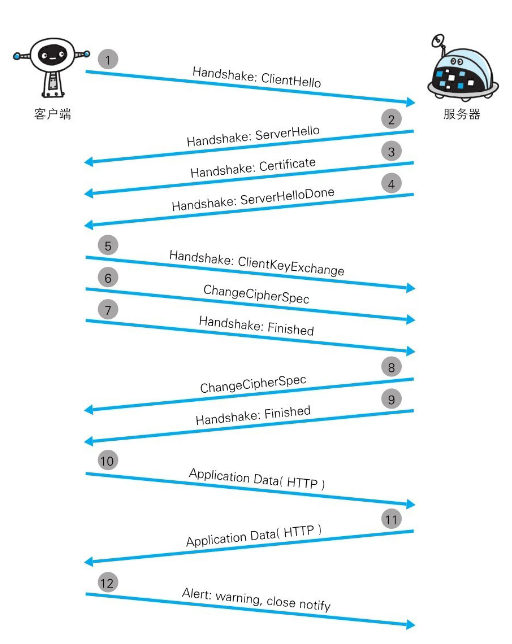 1
Handshake: ClientHello
客户端
服务器
2
Handshake: ServerHello
3
Handshake: Certificate
4
Handshake: ServerHelloDone
5
Handshake: ClientKeyExchange
6
ChangeCipherSpec
7
Handshake: Finished
8
ChangeCipherSpec
9
Handshake: Finished
10
Application Data( HTTP )
11
Application Data( HTTP )
12
Alert: warning, close notify